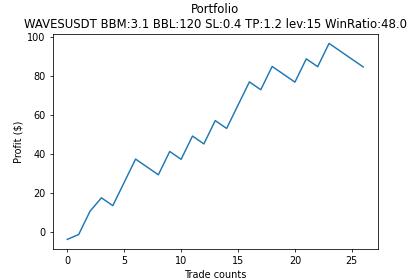 Portfolio
WAVESUSDT BBM:3.1 BBL:120 SL:0.4 TP:1.2 lev:15 WinRatio:48.0
100
80
60
40
20
0
Profit ($)
0 5 10 15 20 25
Trade counts